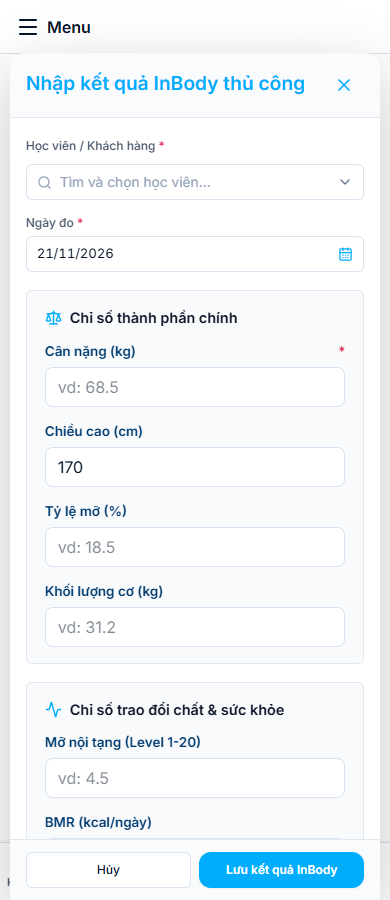 Menu
Nhập kết quả InBody thủ công
Học viên / Khách hàng *
Tìm và chọn học viên...
Ngày đo *
21/11/2026
Chỉ số thành phần chính
Cân nặng (kg) *
vd: 68.5
Chiều cao (cm)
170
Tỷ lệ mỡ (%)
vd: 18.5
Khối lượng cơ (kg)
vd: 31.2
Chỉ số trao đổi chất & sức khỏe
Mỡ nội tạng (Level 1-20)
vd: 4.5
BMR (kcal/ngày)
Hủy
Lưu kết quả InBody